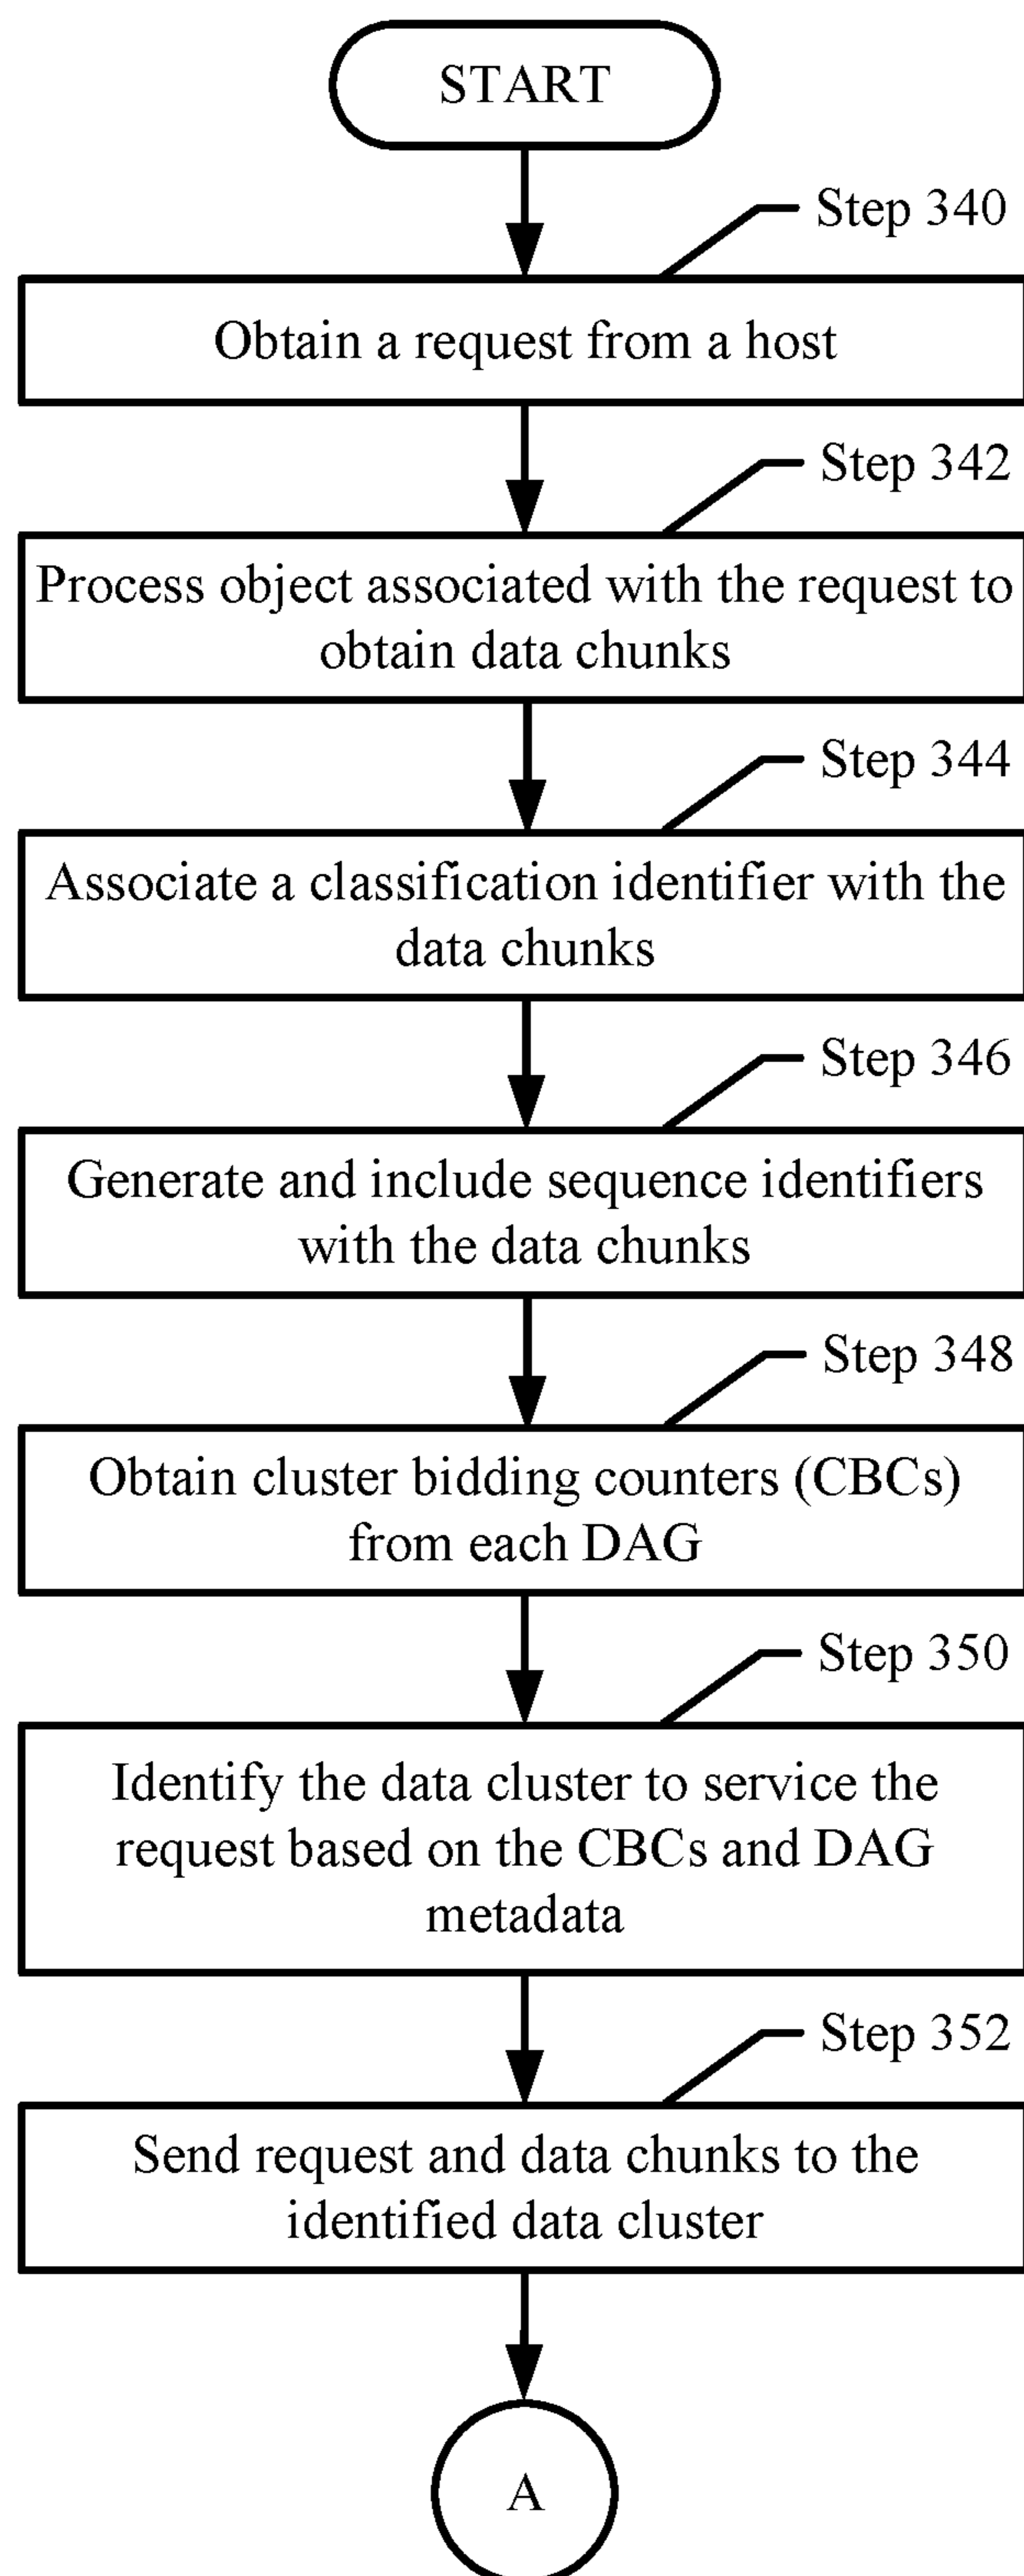 START
Step 340
Obtain a request from a host
Step 342
Process object associated with the request to
obtain data chunks
Step 344
Associate a classification identifier with the
data chunks
Step 346
Generate and include sequence identifiers
with the data chunks
Step 348
Obtain cluster bidding counters (CBCs)
from each DAG
Step 350
Identify the data cluster to service the
request based on the CBCs and DAG
metadata
Step 352
Send request and data chunks to the
identified data cluster
A